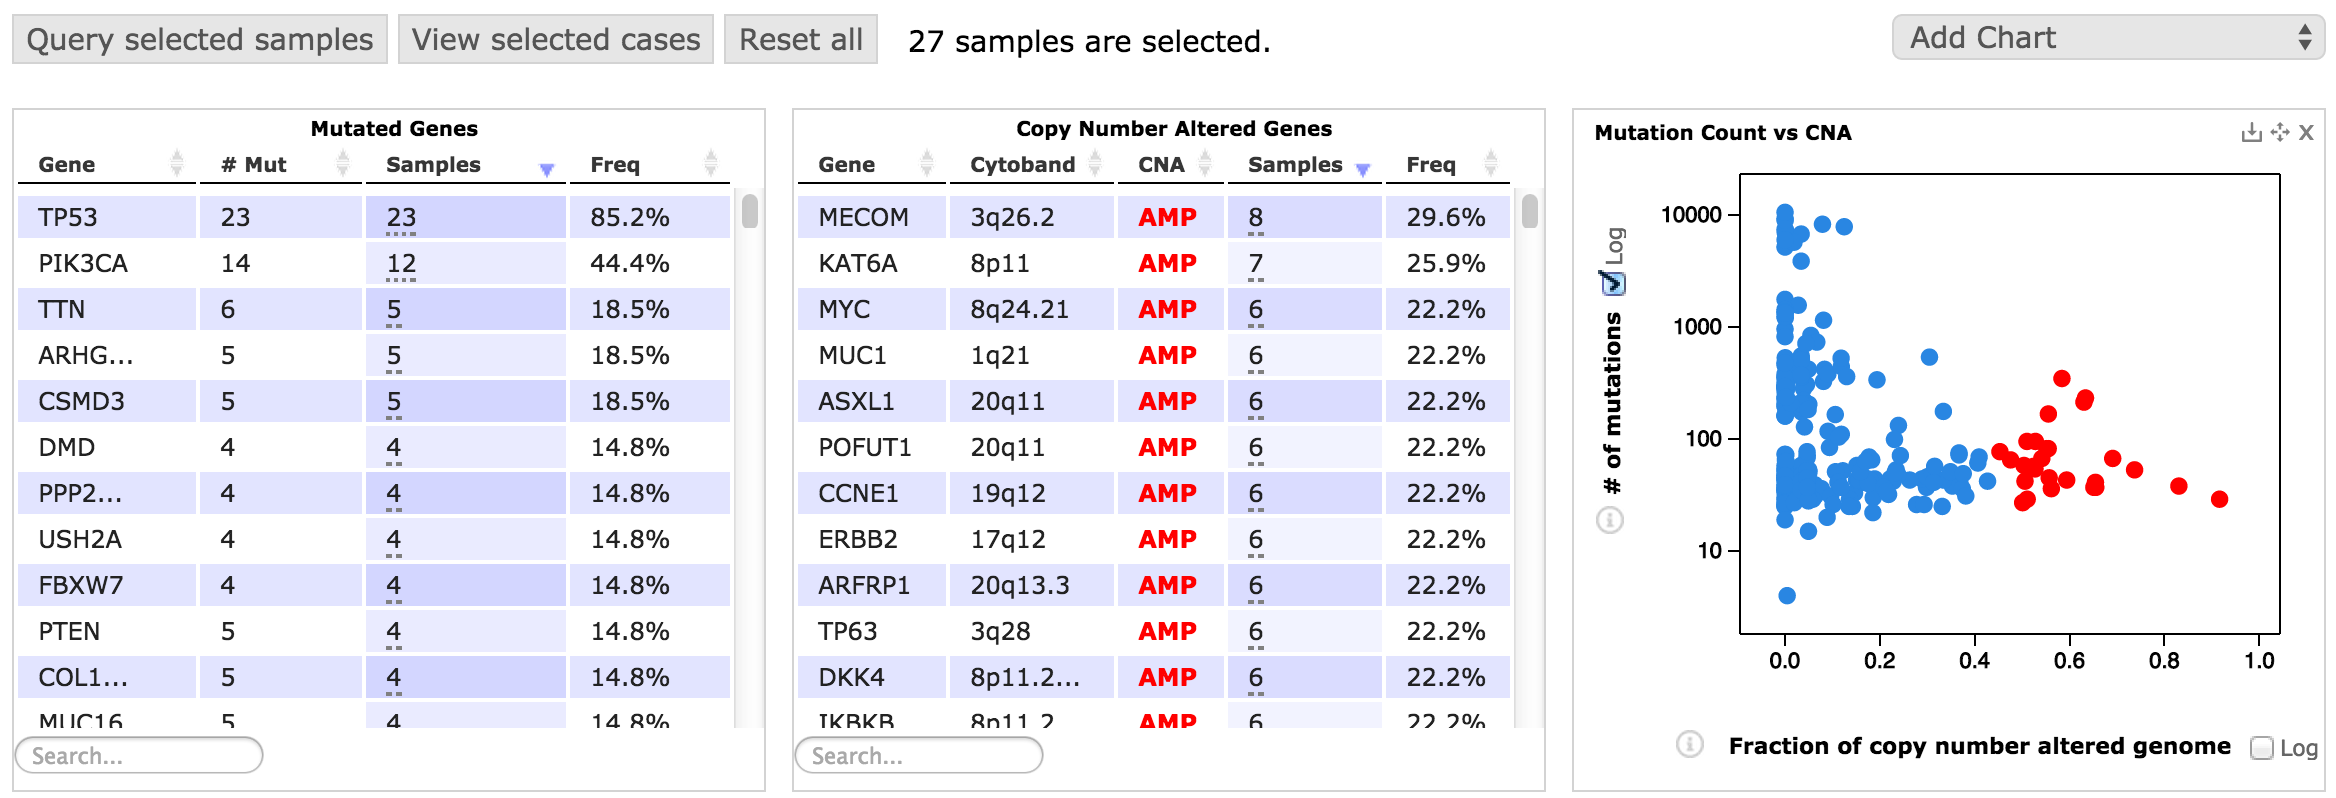 Query selected samples View selected cases Reset all 27 samples are selected. Add Chart
Mutated Genes
Gene # Mut Samples Freq
TP53 23 23 85.2%
PIK3CA 14 12 44.4%
TTN 6 5 18.5%
ARHG... 5 5 18.5%
CSMD3 5 5 18.5%
DMD 4 4 14.8%
PPP2... 4 4 14.8%
USH2A 4 4 14.8%
FBXW7 4 4 14.8%
PTEN 5 4 14.8%
COL1... 5 4 14.8%
MUC16 5 4 14.8%
Search...
Copy Number Altered Genes
Gene Cytoband CNA Samples Freq
MECOM 3q26.2 AMP 8 29.6%
KAT6A 8p11 AMP 7 25.9%
MYC 8q24.21 AMP 6 22.2%
MUC1 1q21 AMP 6 22.2%
ASXL1 20q11 AMP 6 22.2%
POFUT1 20q11 AMP 6 22.2%
CCNE1 19q12 AMP 6 22.2%
ERBB2 17q12 AMP 6 22.2%
ARFRP1 20q13.3 AMP 6 22.2%
TP63 3q28 AMP 6 22.2%
DKK4 8p11.2... AMP 6 22.2%
IKBKB 8p11.2 AMP 6 22.2%
Search...
Mutation Count vs CNA X
# of mutations Log
10000
1000
100
10
0.0 0.2 0.4 0.6 0.8 1.0
Fraction of copy number altered genome Log